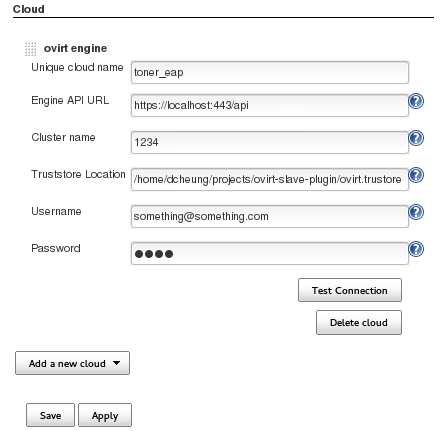 Cloud
ovirt engine
Unique cloud name toner_eap
Engine API URL https://localhost:443/api
Cluster name 1234
Truststore Location /home/dcheung/projects/ovirt-slave-plugin/ovirt.trustore
Username something@something.com
Password ●●●●
Test Connection
Delete cloud
Add a new cloud
Save Apply